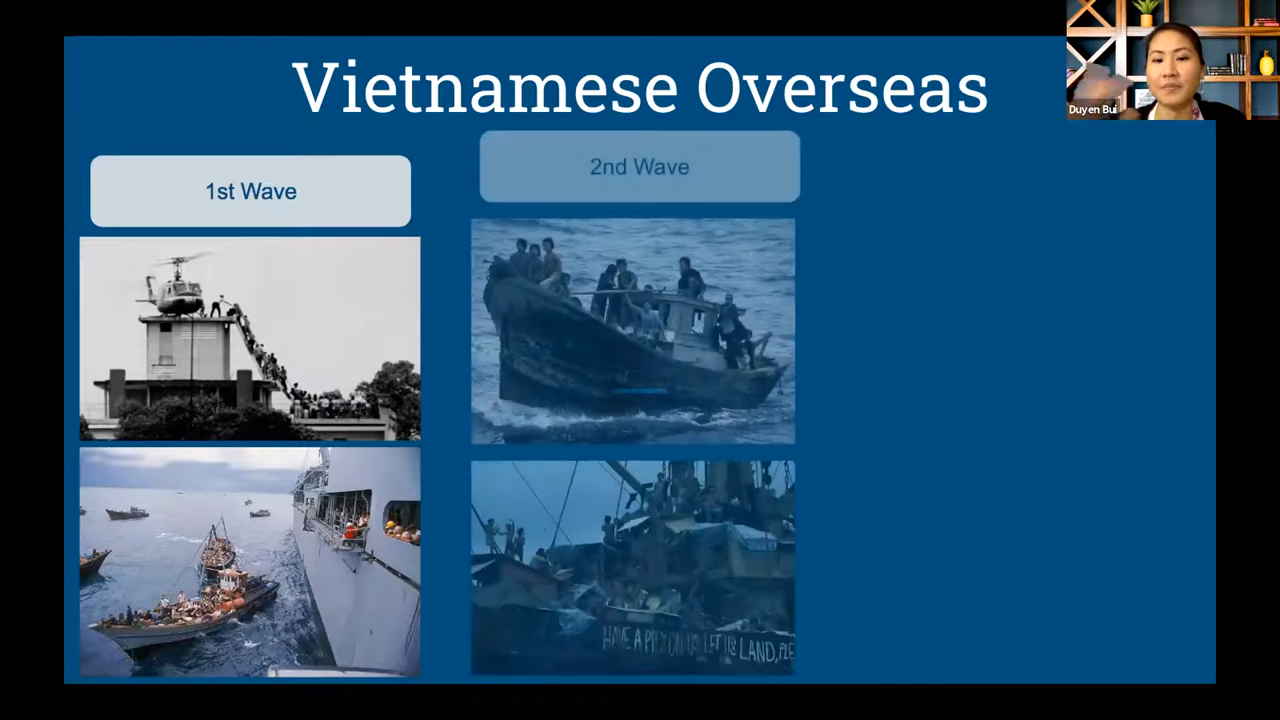 Vietnamese Overseas
Duyen Bui
1st Wave
2nd Wave
HAVE A PITY ON US LET US LAND, PLE